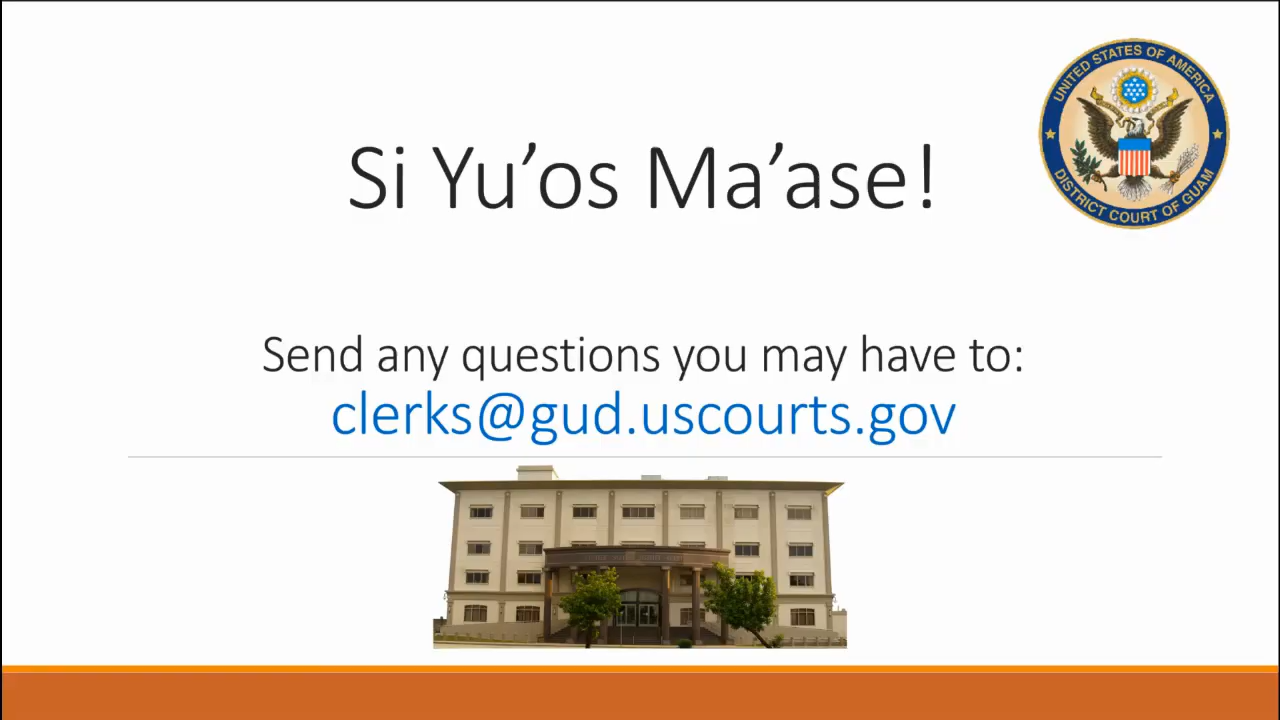 Si Yu’os Ma’ase!
UNITED STATES OF AMERICA
DISTRICT COURT OF GUAM
Send any questions you may have to:
clerks@gud.uscourts.gov